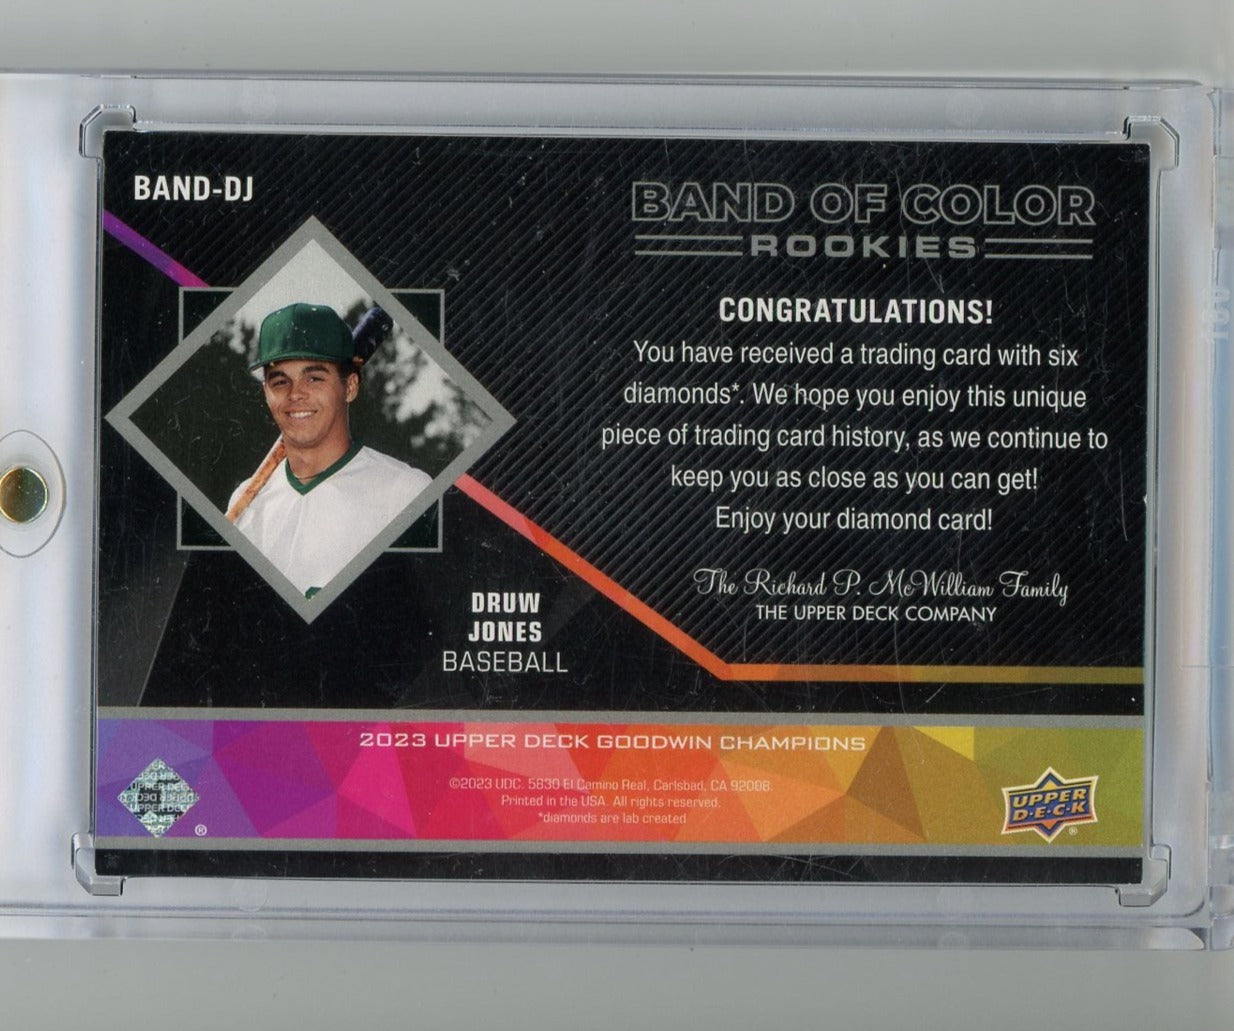 BAND-DJ
BAND OF COLOR
ROOKIES
CONGRATULATIONS!
You have received a trading card with six
diamonds*. We hope you enjoy this unique
piece of trading card history, as we continue to
keep you as close as you can get!
Enjoy your diamond card!
The Richard P. McWilliam Family
THE UPPER DECK COMPANY
DRUW
JONES
BASEBALL
2023 UPPER DECK GOODWIN CHAMPIONS
©2023 UDC. 5830 El Camino Real, Carlsbad, CA 92008.
Printed in the USA. All rights reserved.
*diamonds are lab created
®
UPPER
D·E·C·K
®